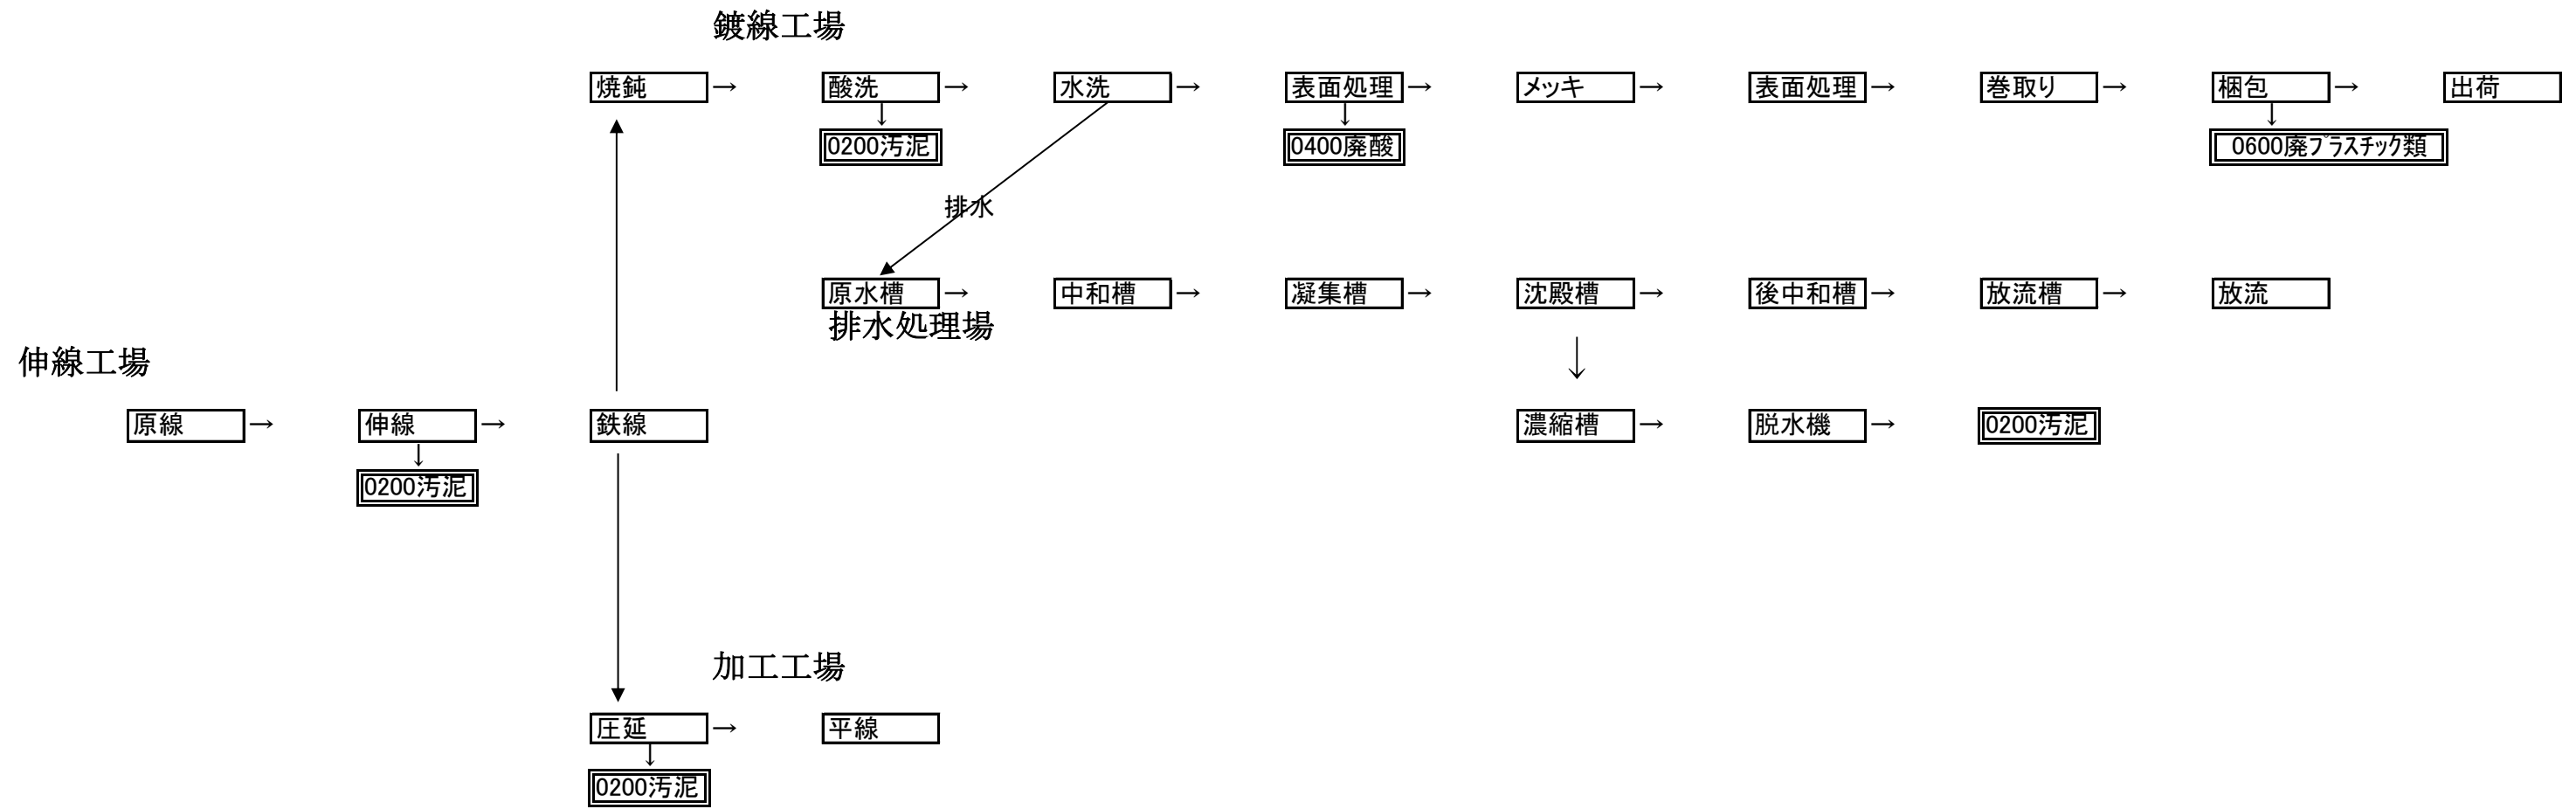 鍍線工場
焼鈍 → 酸洗 → 水洗 → 表面処理 → メッキ → 表面処理 → 巻取り → 梱包 → 出荷
↓ ↓ ↓
0200汚泥 0400廃酸 0600廃プラスチック類
排水
原水槽 → 中和槽 → 凝集槽 → 沈殿槽 → 後中和槽 → 放流槽 → 放流
排水処理場
伸線工場
↓
原線 → 伸線 → 鉄線 濃縮槽 → 脱水機 → 0200汚泥
↓
0200汚泥
加工工場
圧延 → 平線
↓
0200汚泥